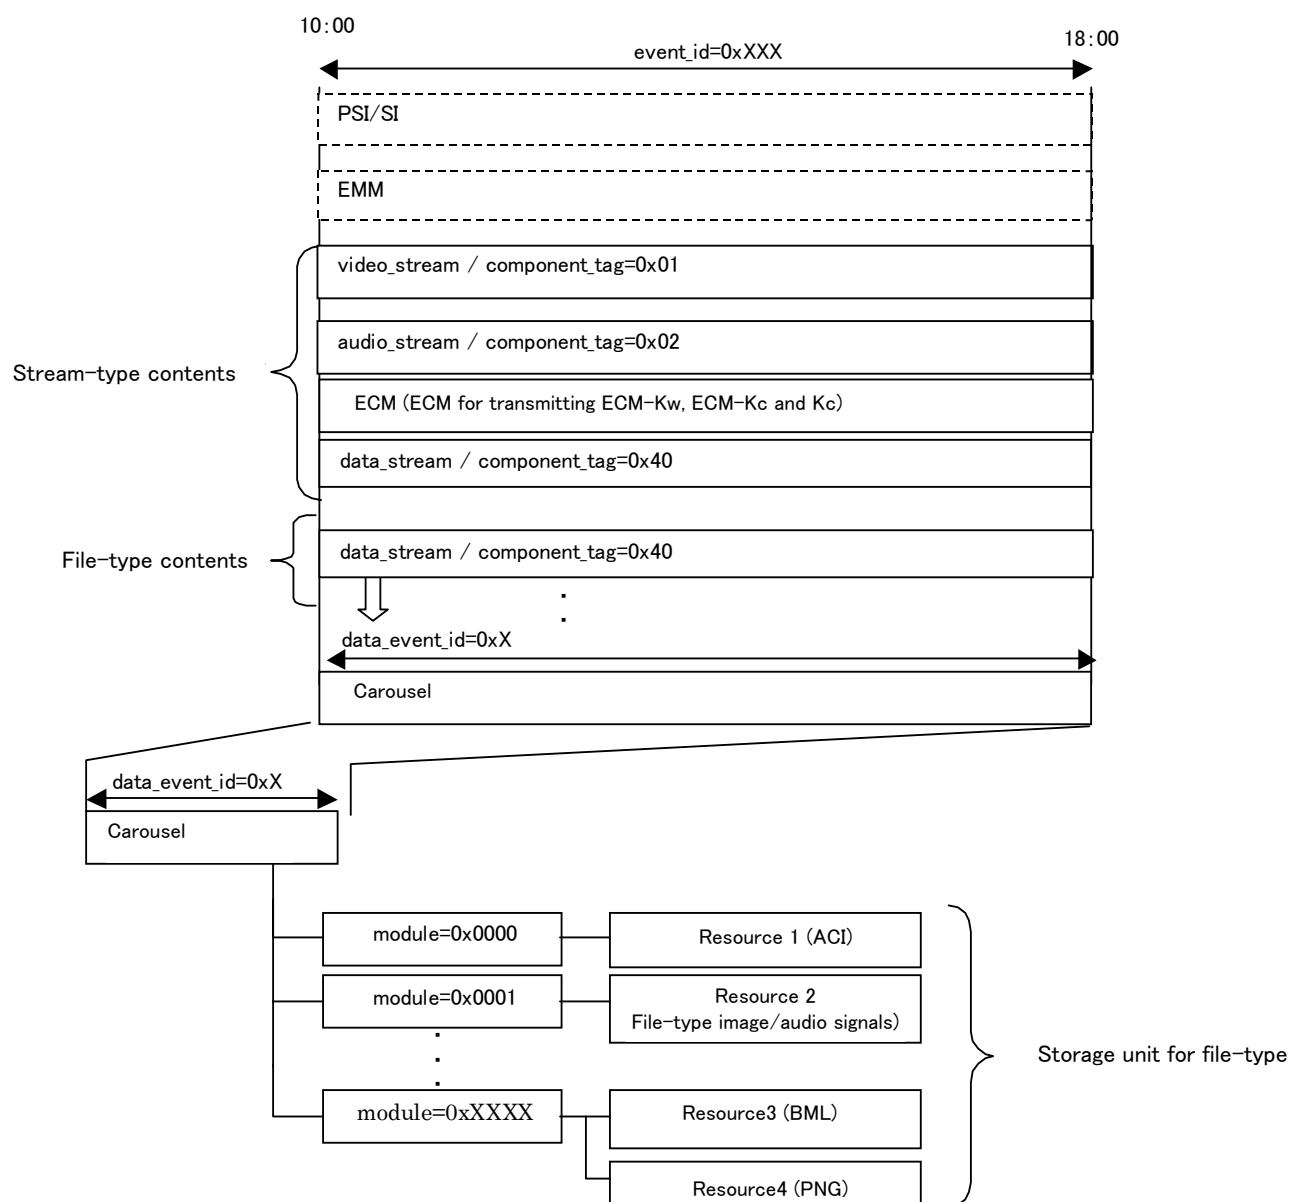 10:00
18:00
event_id=0xXXX
PSI/SI
EMM
video_stream / component_tag=0x01
audio_stream / component_tag=0x02
Stream-type contents
ECM (ECM for transmitting ECM-Kw, ECM-Kc and Kc)
data_stream / component_tag=0x40
File-type contents
data_stream / component_tag=0x40
data_event_id=0xX
Carousel
data_event_id=0xX
Carousel
module=0x0000
Resource 1 (ACI)
module=0x0001
Resource 2
File-type image/audio signals)
Storage unit for file-type
module=0xXXXX
Resource3 (BML)
Resource4 (PNG)